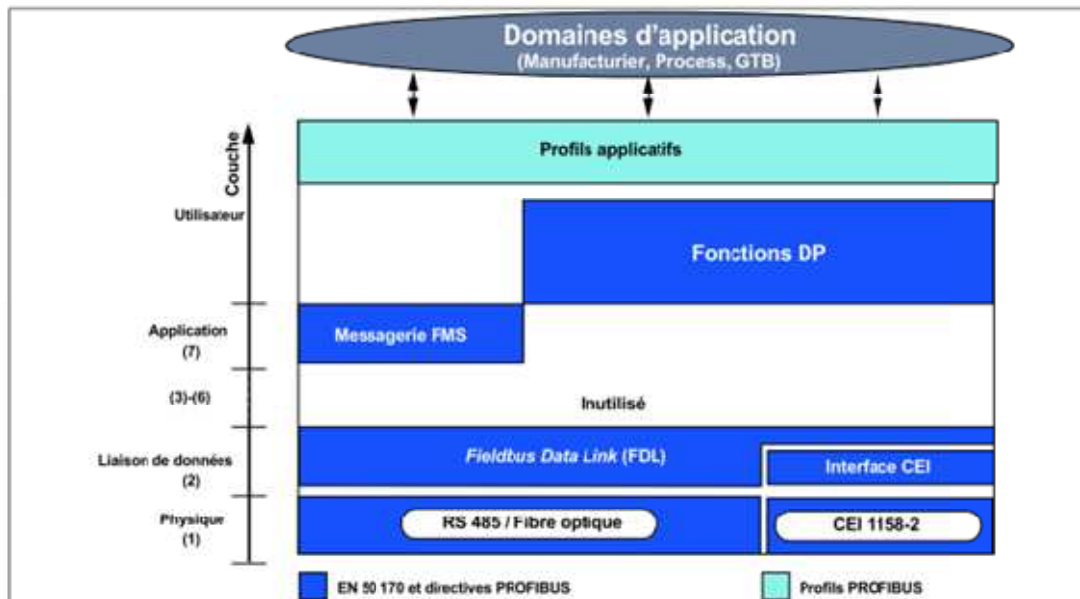 Domaines d'application
(Manufacturier, Process, GTB)
Couche
Profils applicatifs
Utilisateur
Fonctions DP
Application
(7)
Messagerie FMS
(3)-(6)
Inutilisé
Liaison de données
(2)
Fieldbus Data Link (FDL)
Interface CEI
Physique
(1)
RS 485 / Fibre optique
CEI 1158-2
EN 50 170 et directives PROFIBUS
Profils PROFIBUS